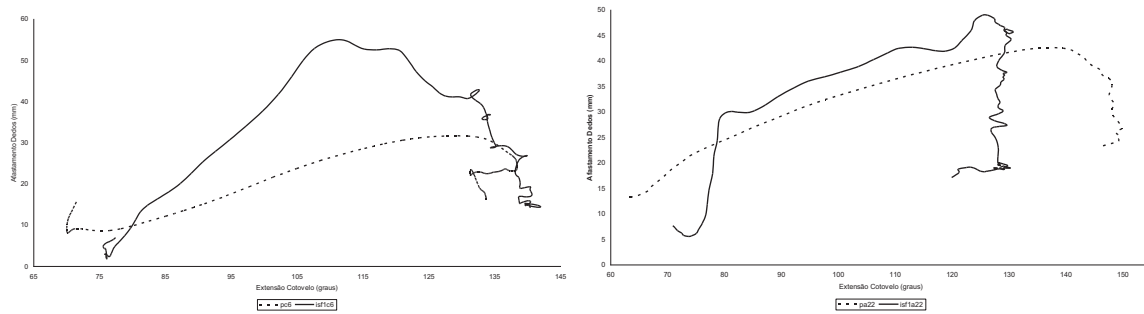 60
50
40
30
20
10
0
Afastamento Dedos (mm)
65 75 85 95 105 115 125 135 145
Extensão Cotovelo (graus)
pc6 isf1c6
50
45
40
35
30
25
20
15
10
5
0
Afastamento Dedos (mm)
60 70 80 90 100 110 120 130 140 150
Extensão Cotovelo (graus)
pa22 isf1a22